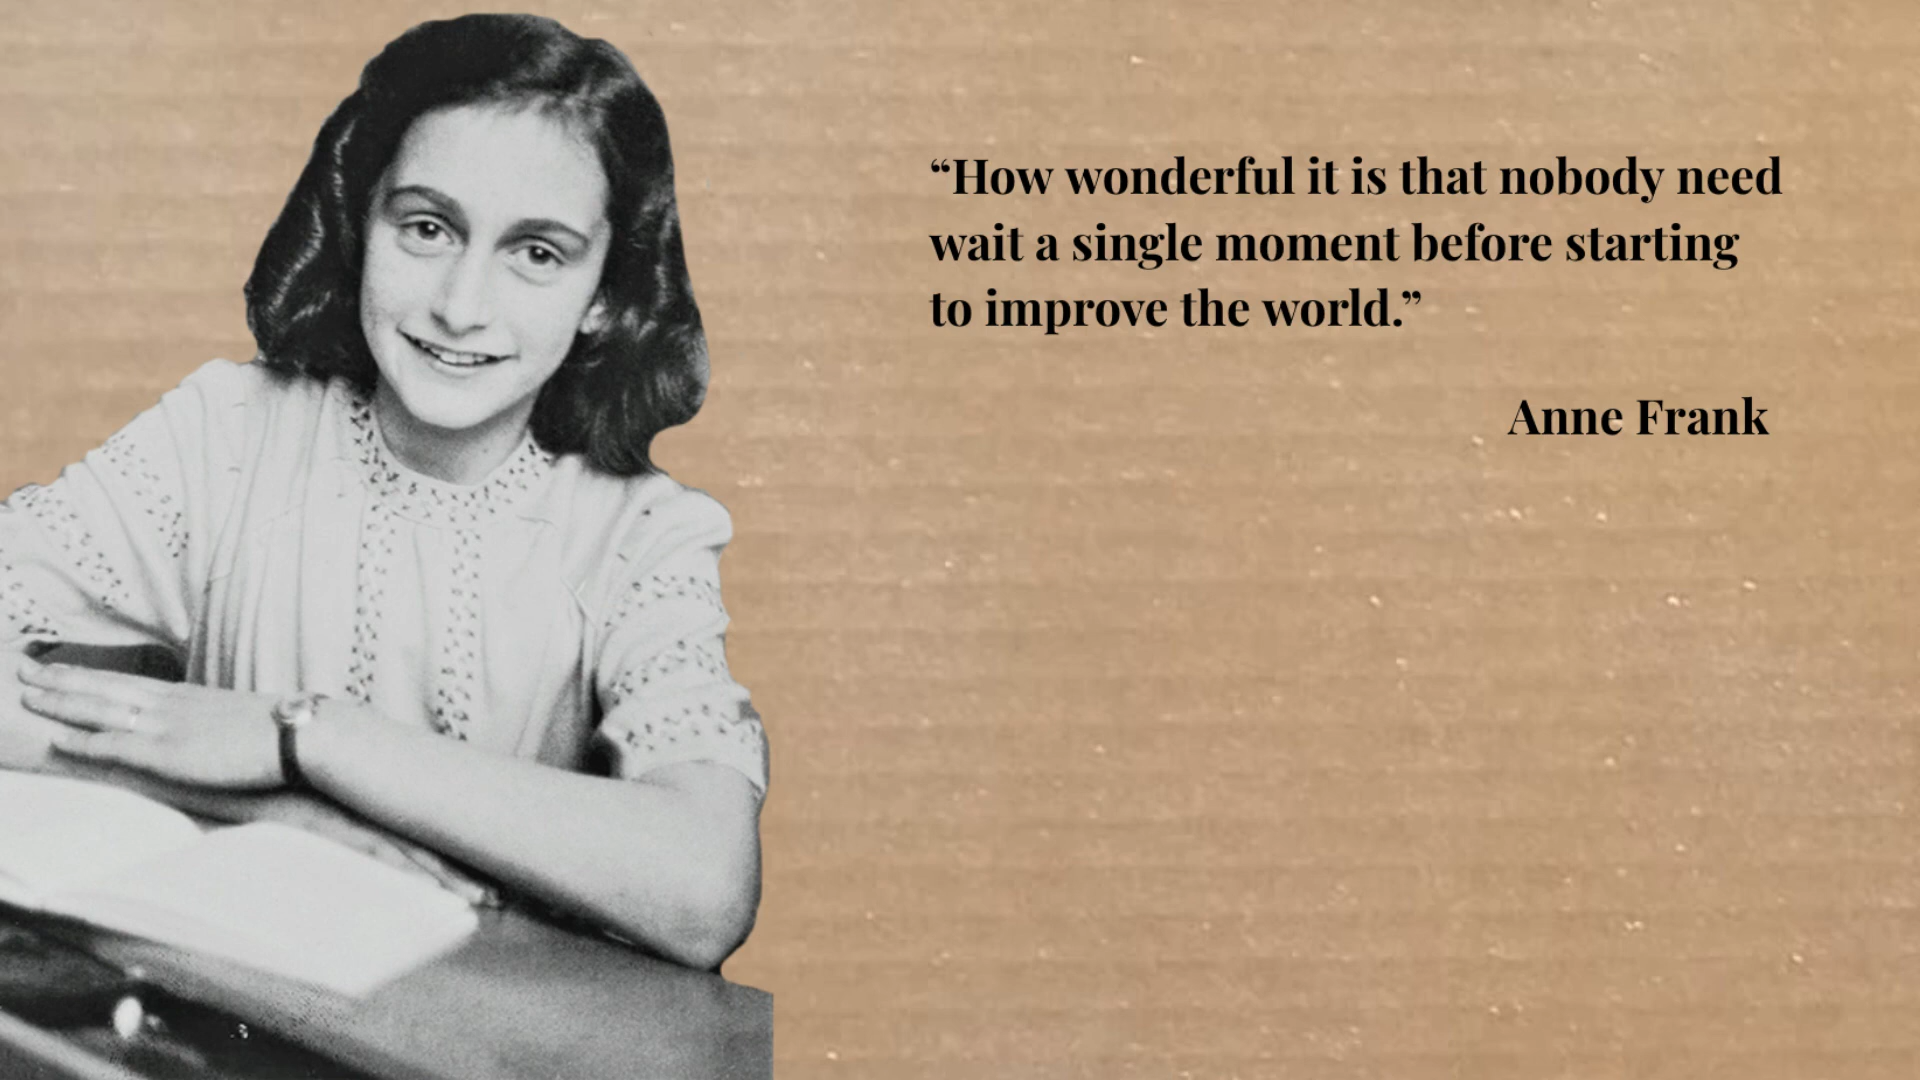 “How wonderful it is that nobody need
wait a single moment before starting
to improve the world.”
Anne Frank